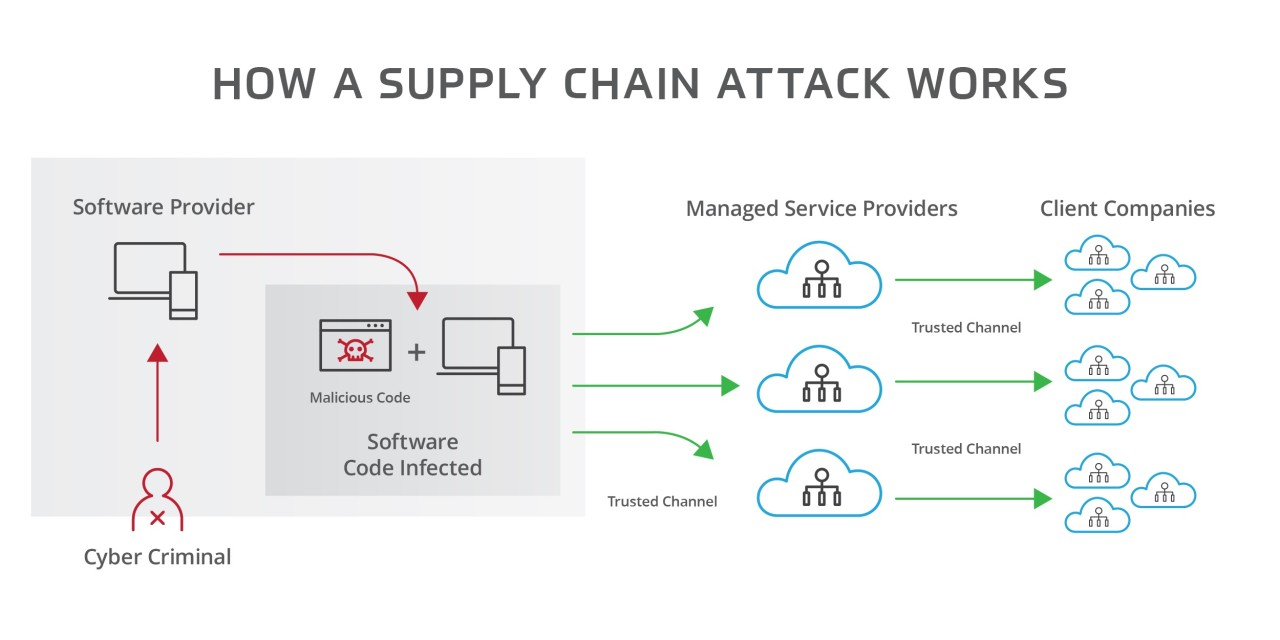 HOW A SUPPLY CHAIN ATTACK WORKS
Software Provider
Managed Service Providers
Client Companies
Malicious Code
Software
Code Infected
Trusted Channel
Trusted Channel
Trusted Channel
Cyber Criminal